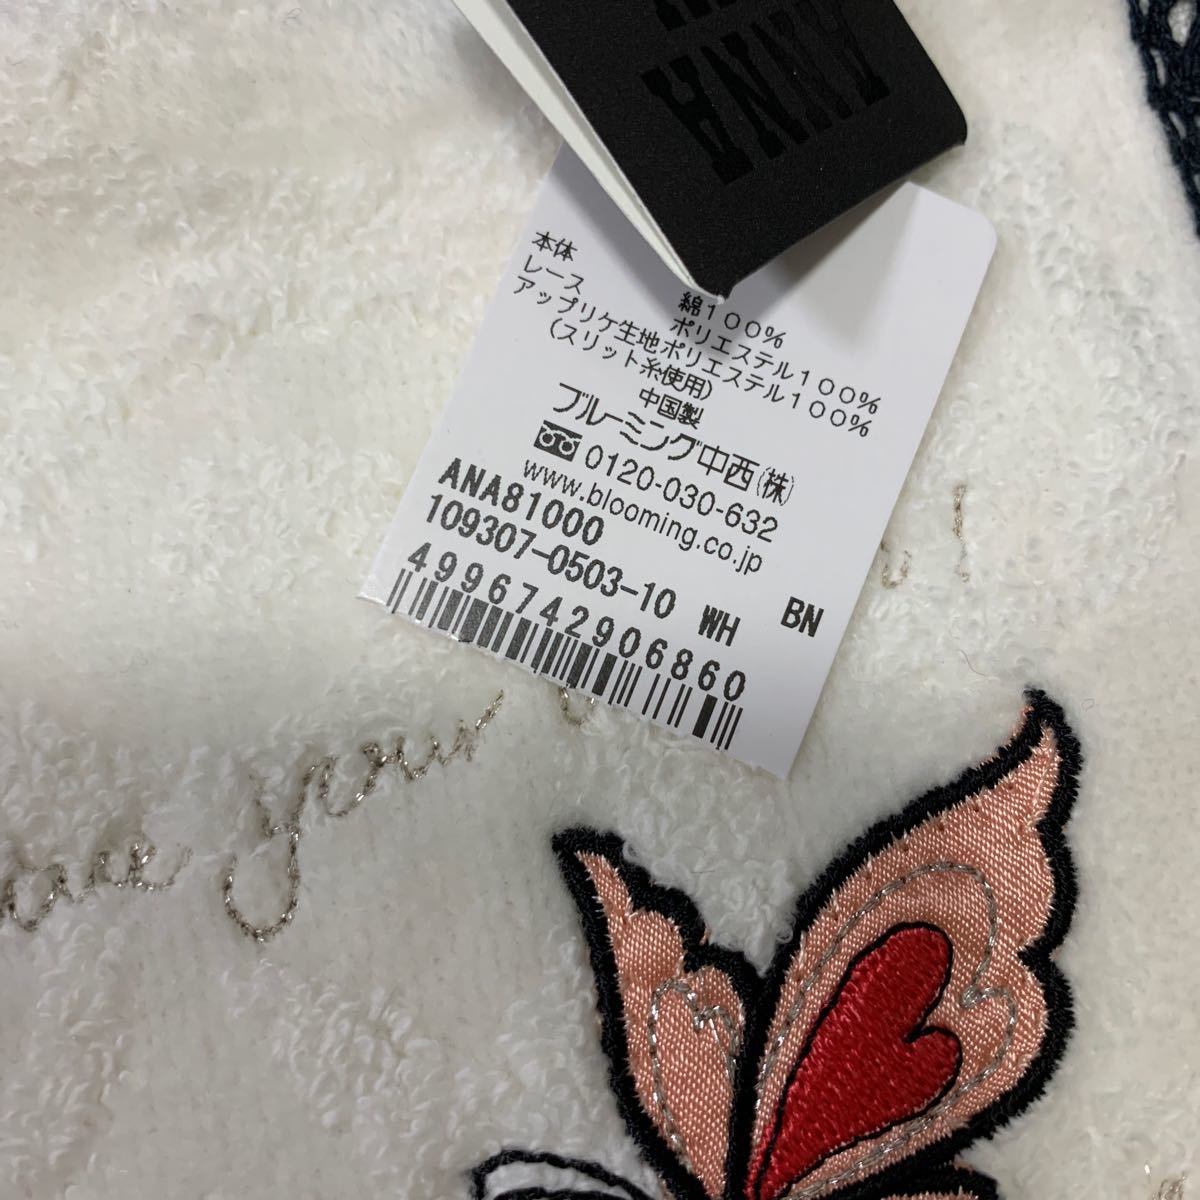 ANNA
本体 綿100%
レース ポリエステル100%
アップリケ生地ポリエステル100%
(スリット糸使用)
中国製
ブルーミング中西(株)
0120-030-632
www.blooming.co.jp
ANA81000 BN
109307-0503-10 WH
4996742906860